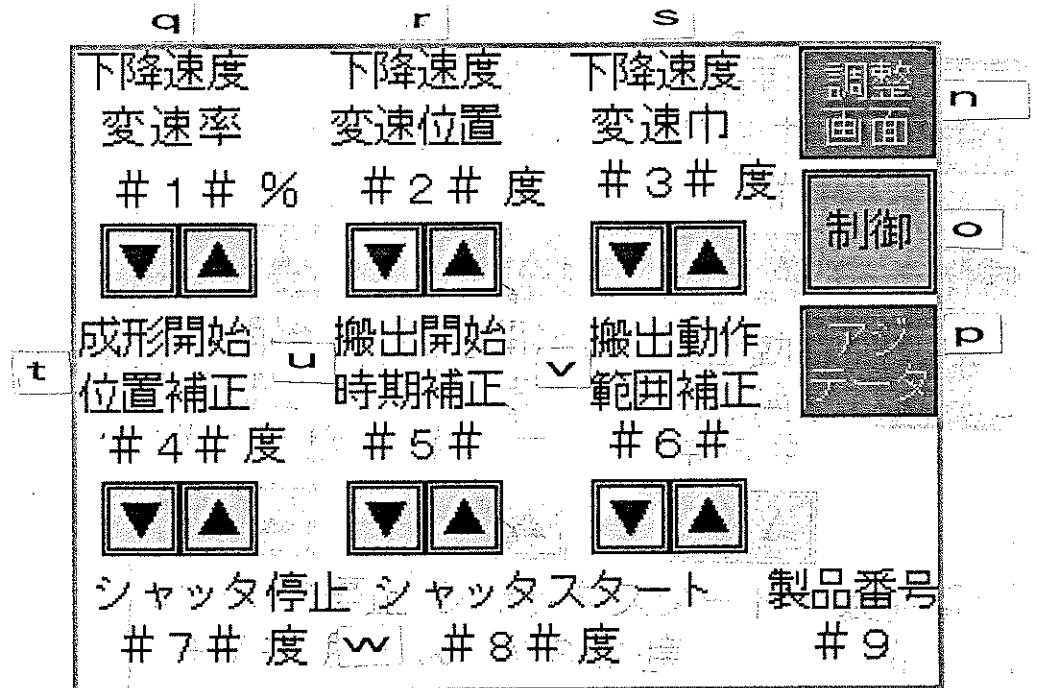 q r s
下降速度 下降速度 下降速度 調整
変速率 変速位置 変速巾 画面 n
#1# % #2# 度 #3# 度
▼ ▲ ▼ ▲ ▼ ▲ 制御 o
成形開始 搬出開始 搬出動作 アジ p
t 位置補正 u 時期補正 v 範囲補正 データ
#4# 度 #5# #6#
▼ ▲ ▼ ▲ ▼ ▲
シャッタ停止 シャッタスタート 製品番号
#7# 度 w #8# 度 #9